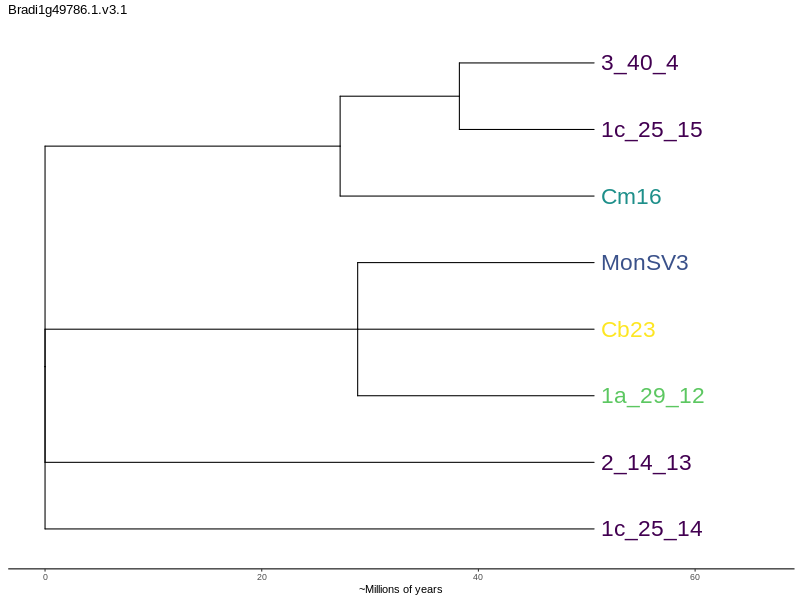 Bradi1g49786.1.v3.1
3_40_4
1c_25_15
Cm16
MonSV3
Cb23
1a_29_12
2_14_13
1c_25_14
0 20 40 60
~Millions of years